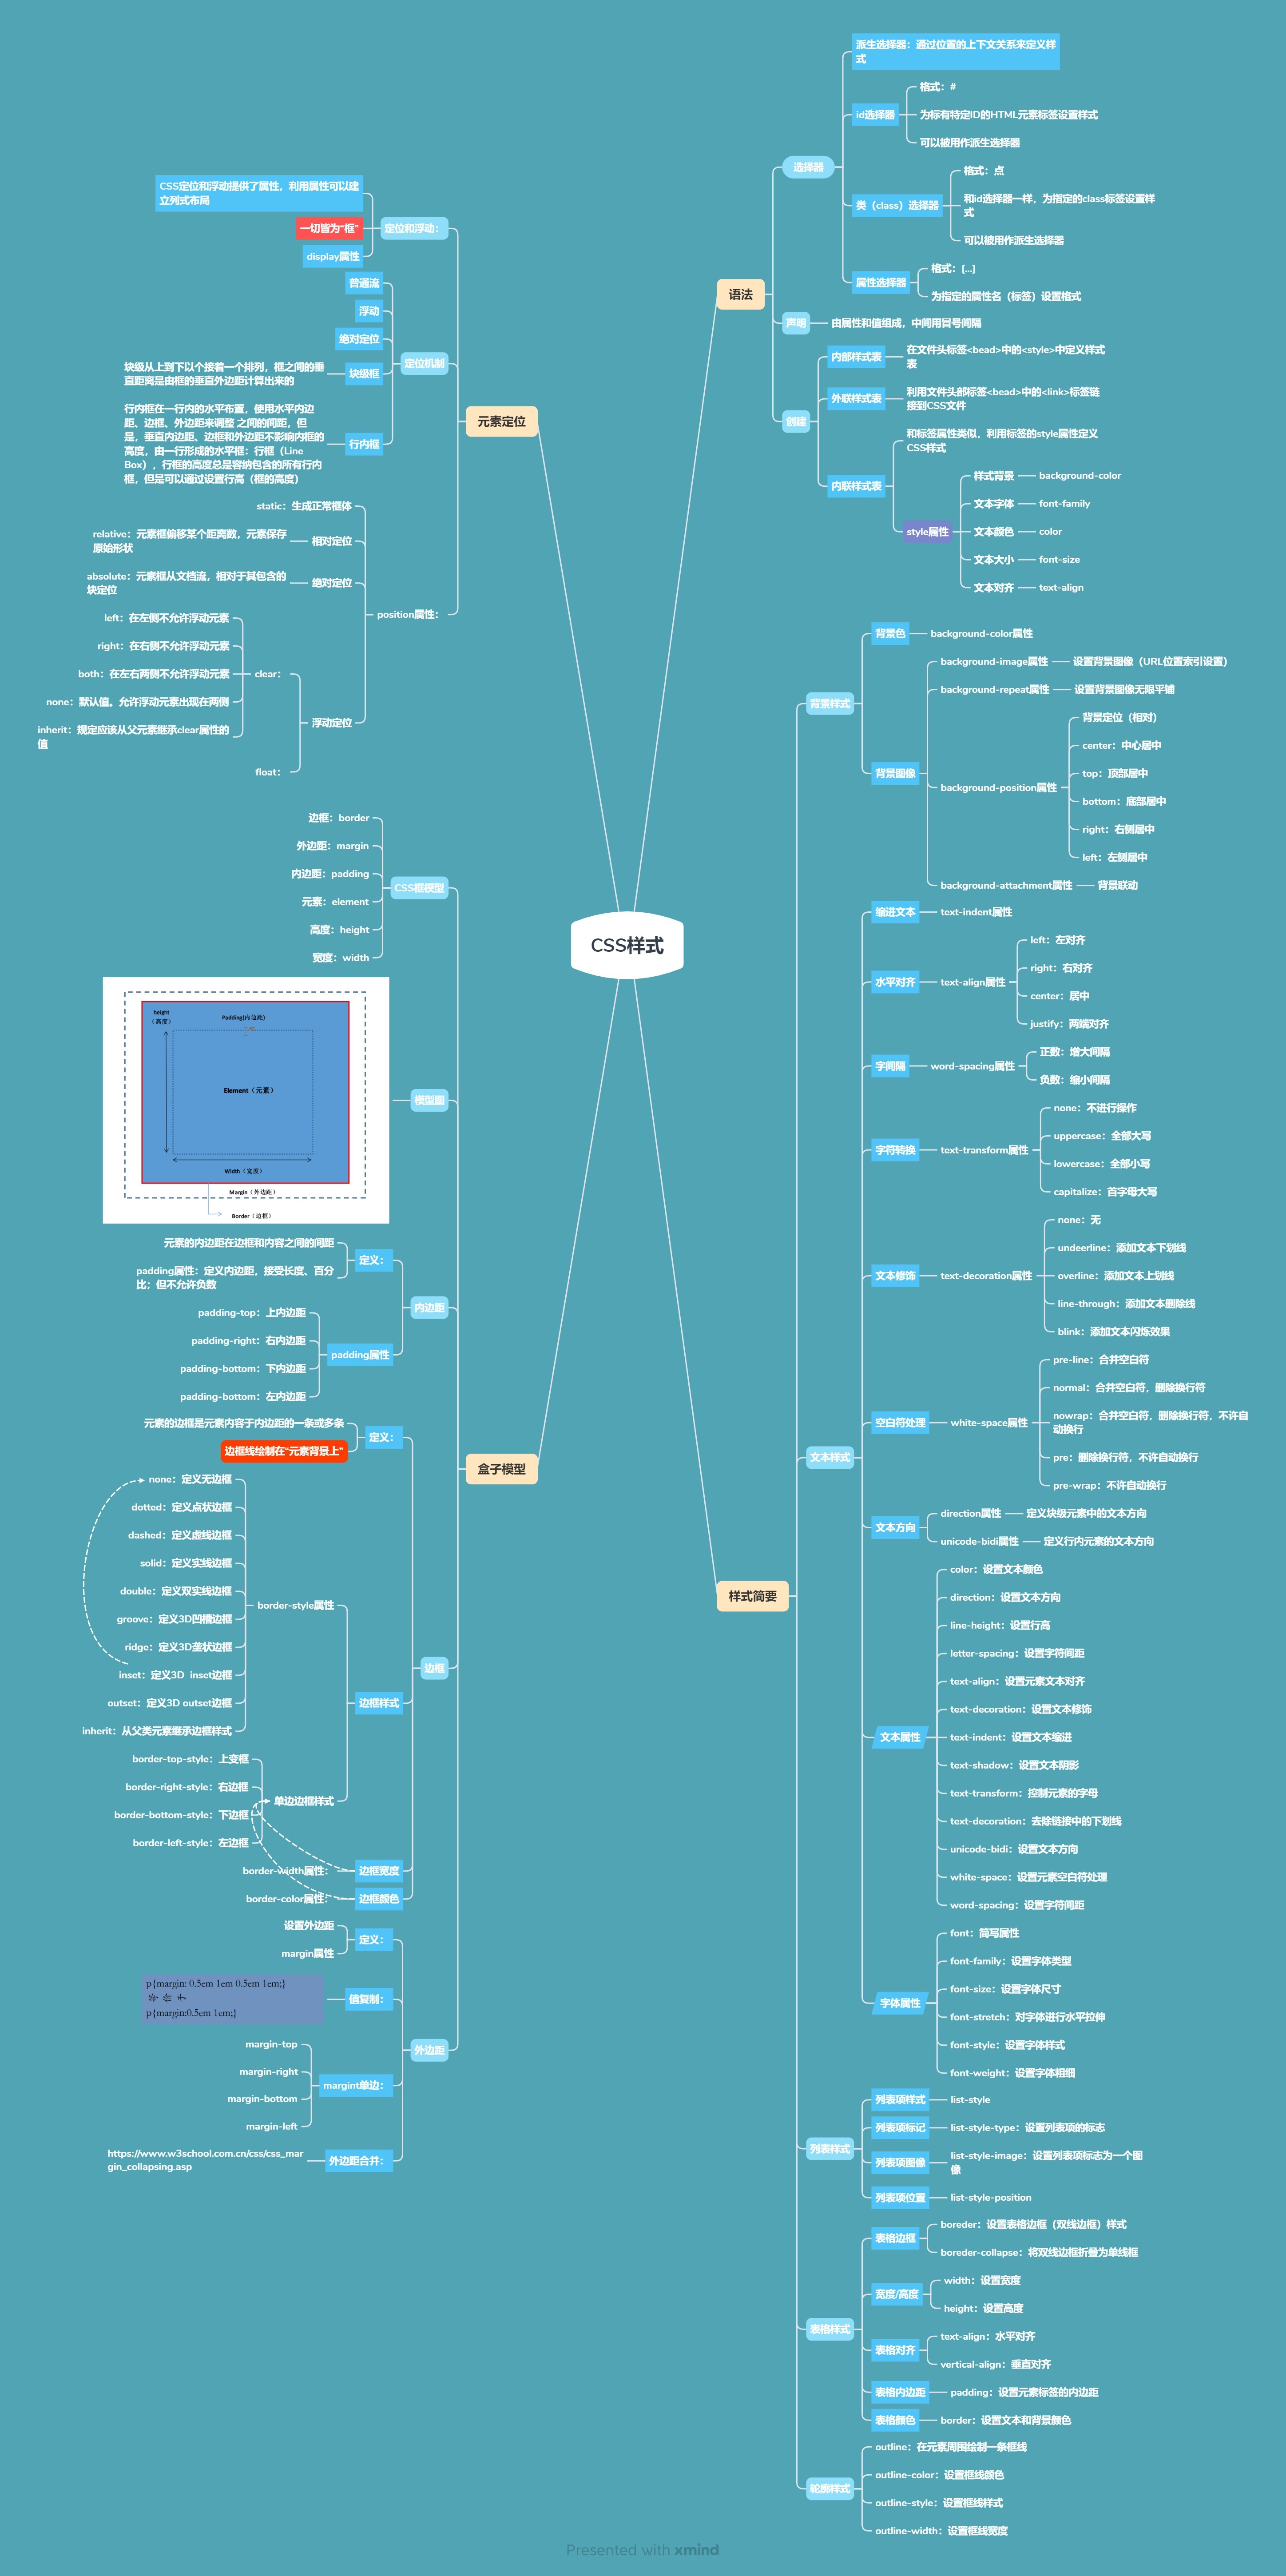 CSS样式
语法
选择器
派生选择器：通过位置的上下文关系来定义样
式
id选择器
格式：#
为标有特定ID的HTML元素标签设置样式
可以被用作派生选择器
类（class）选择器
格式：点
和id选择器一样，为指定的class标签设置样
式
可以被用作派生选择器
属性选择器
格式：[...]
为指定的属性名（标签）设置格式
声明
由属性和值组成，中间用冒号间隔
创建
内部样式表
在文件头标签<bead>中的<style>中定义样式
表
外联样式表
利用文件头部标签<bead>中的<link>标签链
接到CSS文件
内联样式表
和标签属性类似，利用标签的style属性定义
CSS样式
style属性
样式背景
background-color
文本字体
font-family
文本颜色
color
文本大小
font-size
文本对齐
text-align
样式简要
背景样式
背景色
background-color属性
背景图像
background-image属性
设置背景图像（URL位置索引设置）
background-repeat属性
设置背景图像无限平铺
background-position属性
背景定位（相对）
center：中心居中
top：顶部居中
bottom：底部居中
right：右侧居中
left：左侧居中
background-attachment属性
背景联动
文本样式
缩进文本
text-indent属性
水平对齐
text-align属性
left：左对齐
right：右对齐
center：居中
justify：两端对齐
字间隔
word-spacing属性
正数：增大间隔
负数：缩小间隔
字符转换
text-transform属性
none：不进行操作
uppercase：全部大写
lowercase：全部小写
capitalize：首字母大写
文本修饰
text-decoration属性
none：无
undeerline：添加文本下划线
overline：添加文本上划线
line-through：添加文本删除线
blink：添加文本闪烁效果
空白符处理
white-space属性
pre-line：合并空白符
normal：合并空白符，删除换行符
nowrap：合并空白符，删除换行符，不许自
动换行
pre：删除换行符，不许自动换行
pre-wrap：不许自动换行
文本方向
direction属性
定义块级元素中的文本方向
unicode-bidi属性
定义行内元素的文本方向
文本属性
color：设置文本颜色
direction：设置文本方向
line-height：设置行高
letter-spacing：设置字符间距
text-align：设置元素文本对齐
text-decoration：设置文本修饰
text-indent：设置文本缩进
text-shadow：设置文本阴影
text-transform：控制元素的字母
text-decoration：去除链接中的下划线
unicode-bidi：设置文本方向
white-space：设置元素空白符处理
word-spacing：设置字符间距
字体属性
font：简写属性
font-family：设置字体类型
font-size：设置字体尺寸
font-stretch：对字体进行水平拉伸
font-style：设置字体样式
font-weight：设置字体粗细
列表样式
列表项样式
list-style
列表项标记
list-style-type：设置列表项的标志
列表项图像
list-style-image：设置列表项标志为一个图
像
列表项位置
list-style-position
表格样式
表格边框
boreder：设置表格边框（双线边框）样式
boreder-collapse：将双线边框折叠为单线框
宽度/高度
width：设置宽度
height：设置高度
表格对齐
text-align：水平对齐
vertical-align：垂直对齐
表格内边距
padding：设置元素标签的内边距
表格颜色
border：设置文本和背景颜色
轮廓样式
outline：在元素周围绘制一条框线
outline-color：设置框线颜色
outline-style：设置框线样式
outline-width：设置框线宽度
元素定位
定位和浮动：
CSS定位和浮动提供了属性，利用属性可以建
立列式布局
一切皆为“框”
display属性
定位机制
普通流
浮动
绝对定位
块级框
块级从上到下以个接着一个排列，框之间的垂
直距离是由框的垂直外边距计算出来的
行内框
行内框在一行内的水平布置，使用水平内边
距、边框、外边距来调整 之间的间距，但
是，垂直内边距、边框和外边距不影响内框的
高度，由一行形成的水平框：行框（Line
Box），行框的高度总是容纳包含的所有行内
框，但是可以通过设置行高（框的高度）
position属性：
static：生成正常框体
相对定位
relative：元素框偏移某个距离数，元素保存
原始形状
绝对定位
absolute：元素框从文档流，相对于其包含的
块定位
浮动定位
clear：
left：在左侧不允许浮动元素
right：在右侧不允许浮动元素
both：在左右两侧不允许浮动元素
none：默认值。允许浮动元素出现在两侧
inherit：规定应该从父元素继承clear属性的
值
float：
盒子模型
CSS框模型
边框：border
外边距：margin
内边距：padding
元素：element
高度：height
宽度：width
模型图
height
（高度）
Padding(内边距)
Element（元素）
Width（宽度）
Margin（外边距）
Border（边框）
内边距
定义：
元素的内边距在边框和内容之间的间距
padding属性：定义内边距，接受长度、百分
比；但不允许负数
padding属性
padding-top：上内边距
padding-right：右内边距
padding-bottom：下内边距
padding-bottom：左内边距
边框
定义：
元素的边框是元素内容于内边距的一条或多条
边框线绘制在“元素背景上”
边框样式
border-style属性
none：定义无边框
dotted：定义点状边框
dashed：定义虚线边框
solid：定义实线边框
double：定义双实线边框
groove：定义3D凹槽边框
ridge：定义3D垄状边框
inset：定义3D inset边框
outset：定义3D outset边框
inherit：从父类元素继承边框样式
单边边框样式
border-top-style：上变框
border-right-style：右边框
border-bottom-style：下边框
border-left-style：左边框
边框宽度
border-width属性：
边框颜色
border-color属性：
外边距
定义：
设置外边距
margin属性
值复制：
p{margin: 0.5em 1em 0.5em 1em;}
p{margin:0.5em 1em;}
margint单边：
margin-top
margin-right
margin-bottom
margin-left
外边距合并：
https://www.w3school.com.cn/css/css_mar
gin_collapsing.asp
Presented with xmind